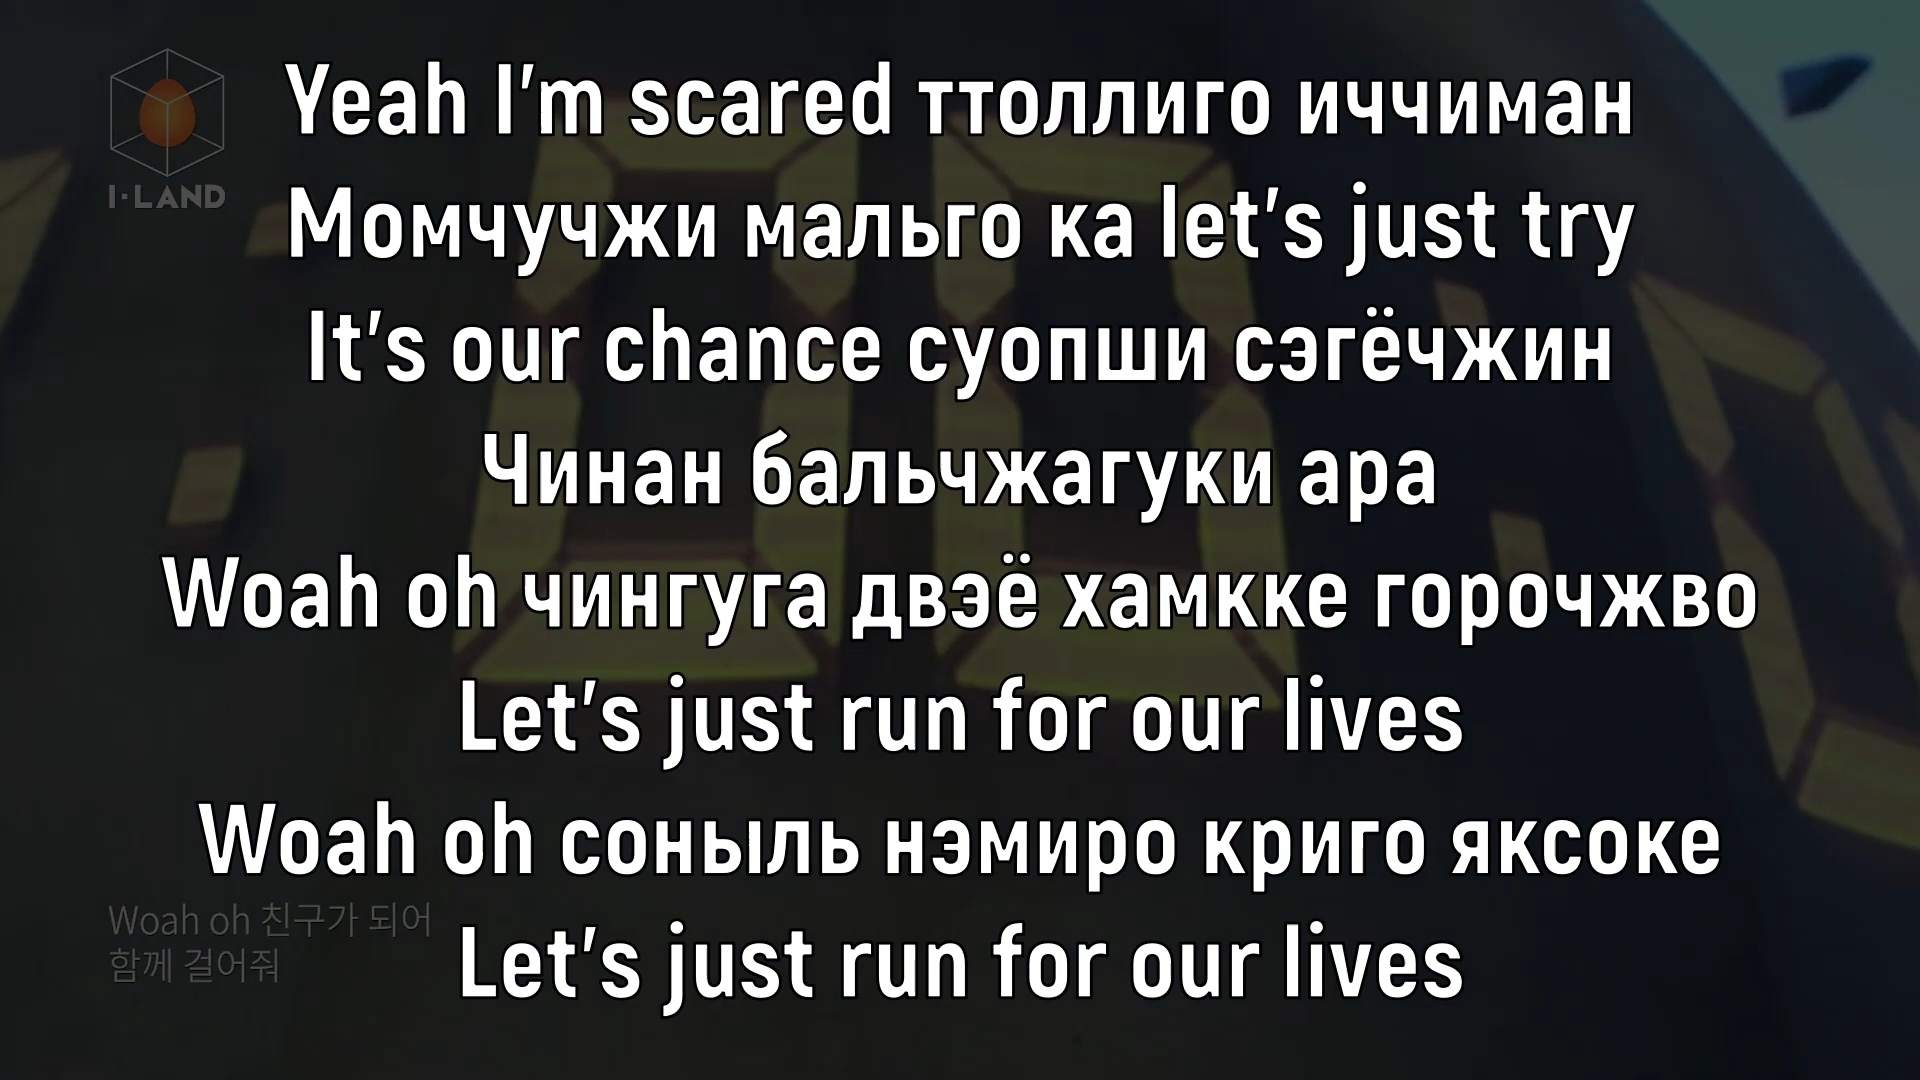 I·LAND
Yeah I'm scared ттоллиго иччиман
Момчучжи мальго ка let's just try
It's our chance суопши сэгёчжин
Чинан бальчжагуки ара
Woah oh чингуга двэё хамкке горочжво
Let's just run for our lives
Woah oh соныль нэмиро криго яксоке
Let's just run for our lives
Woah oh 친구가 되어
함께 걸어줘